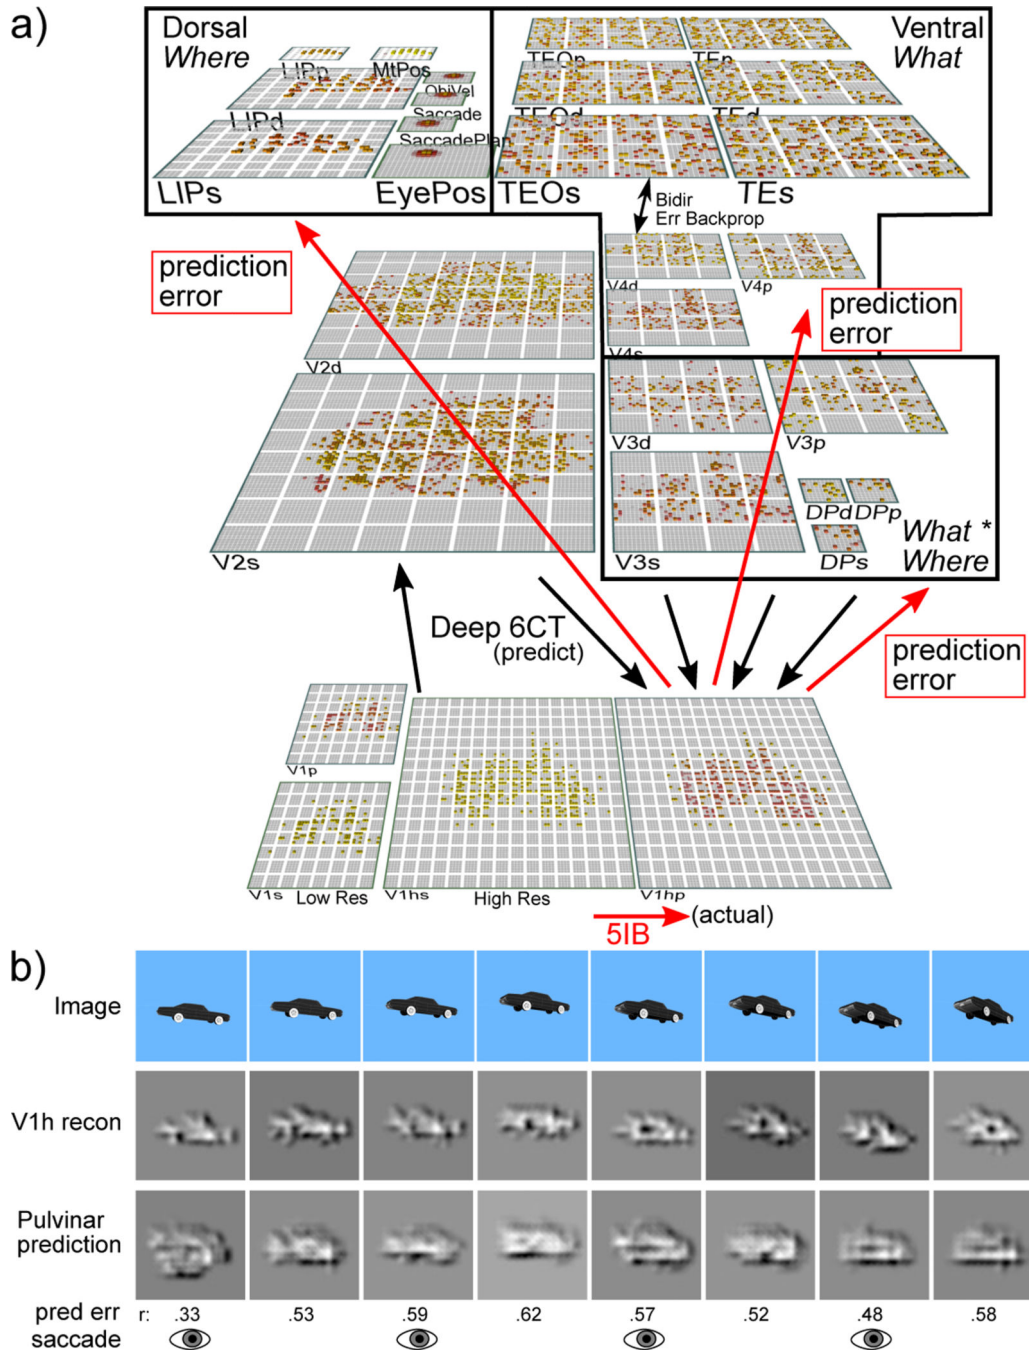 a)
Dorsal
Where
Ventral
What
LIPp
MtPos
ObjVel
LIPd
Saccade
SaccadePlan
LIPs
EyePos
TEOp
TEp
TEOd
TEd
TEOs
TEs
Bidir
Err Backprop
prediction
error
V4d
V4p
prediction
error
V4s
V2d
V3d
V3p
DPd
DPp
V2s
V3s
DPs
What *
Where
Deep 6CT
(predict)
prediction
error
V1p
V1s
Low Res
V1hs
High Res
V1hp
5IB
(actual)
b)
Image
V1h recon
Pulvinar
prediction
pred err r: .33 .53 .59 .62 .57 .52 .48 .58
saccade